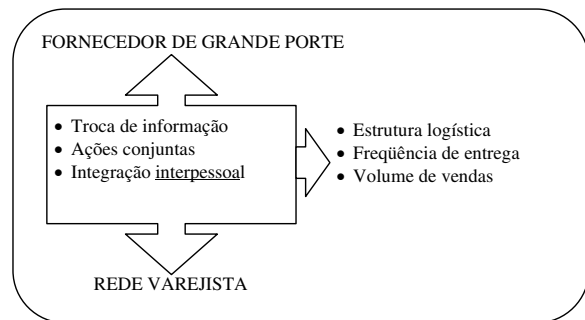 FORNECEDOR DE GRANDE PORTE
• Troca de informação
• Ações conjuntas
• Integração interpessoal
• Estrutura logística
• Freqüência de entrega
• Volume de vendas
REDE VAREJISTA